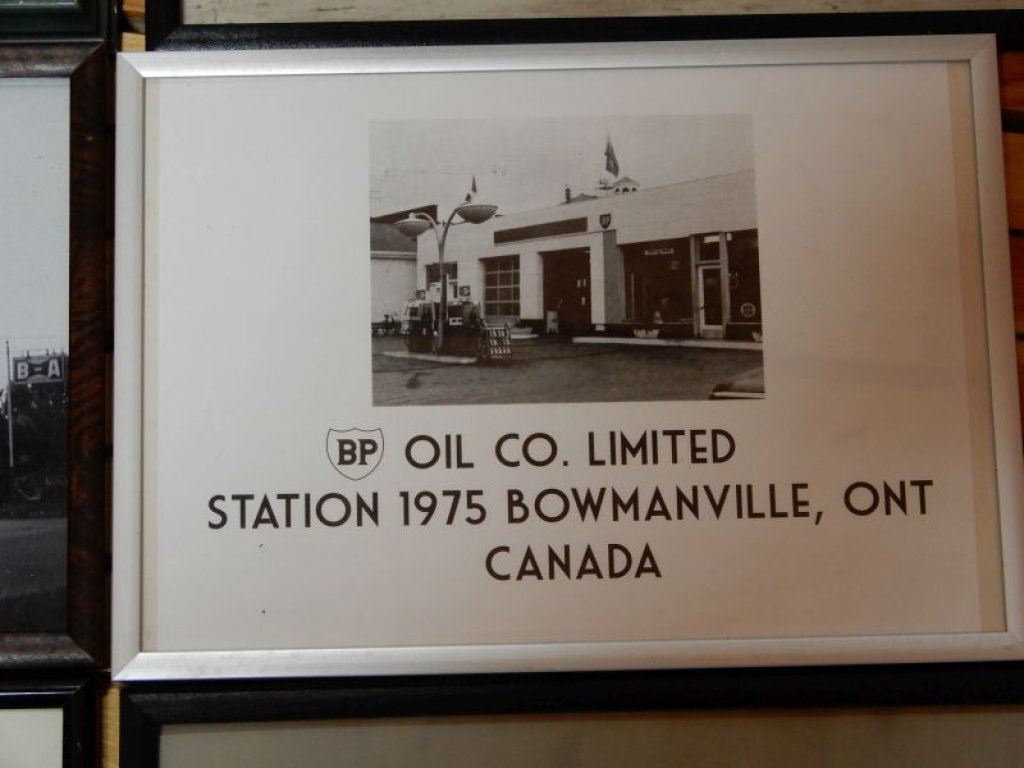 BP OIL CO. LIMITED
STATION 1975 BOWMANVILLE, ONT
CANADA
B-A